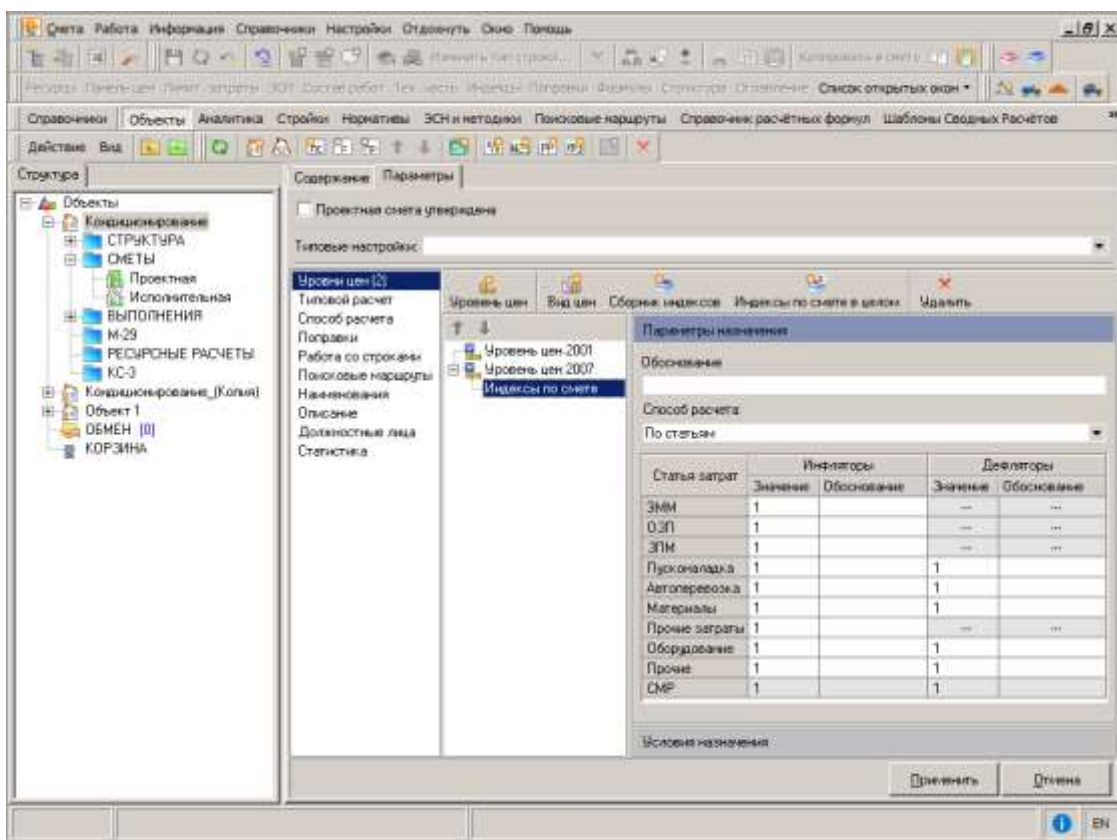 Смета Работа Информация Справочники Настройки Отдохнуть Окно Помощь
Список открытых окон
Справочники Объекты Аналитика Стройки Нормативы ЭСН и методики Поисковые маршруты Справочник расчётных формул Шаблоны Сводных Расчётов
Действие Вид
Структура
Содержание Параметры
Объекты
Кондиционирование
СТРУКТУРА
СМЕТЫ
Проектная
Исполнительная
ВЫПОЛНЕНИЯ
М-29
РЕСУРСНЫЕ РАСЧЕТЫ
КС-3
Кондиционирование_(Копия)
Объект 1
ОБМЕН [0]
КОРЗИНА
Проектная смета утверждена
Типовые настройки:
Уровни цен (2)
Типовой расчет
Способ расчета
Поправки
Работа со строками
Поисковые маршруты
Наименования
Описание
Должностные лица
Статистика
Уровень цен Вид цен Сборник индексов Индексы по смете в целом Удалить
Уровень цен 2001
Уровень цен 2007
Индексы по смете
Параметры назначения
Обоснование
Способ расчета
По статьям
Статья затрат Инфляторы Дефляторы
Значение Обоснование Значение Обоснование
ЭММ 1 ... ...
ОЗП 1 ... ...
ЗПМ 1 ... ...
Пусконаладка 1 1
Автоперевозка 1 1
Материалы 1 1
Прочие затраты 1 ... ...
Оборудование 1 1
Прочие 1 1
СМР 1 1
Условия назначения
Применить Отмена
EN